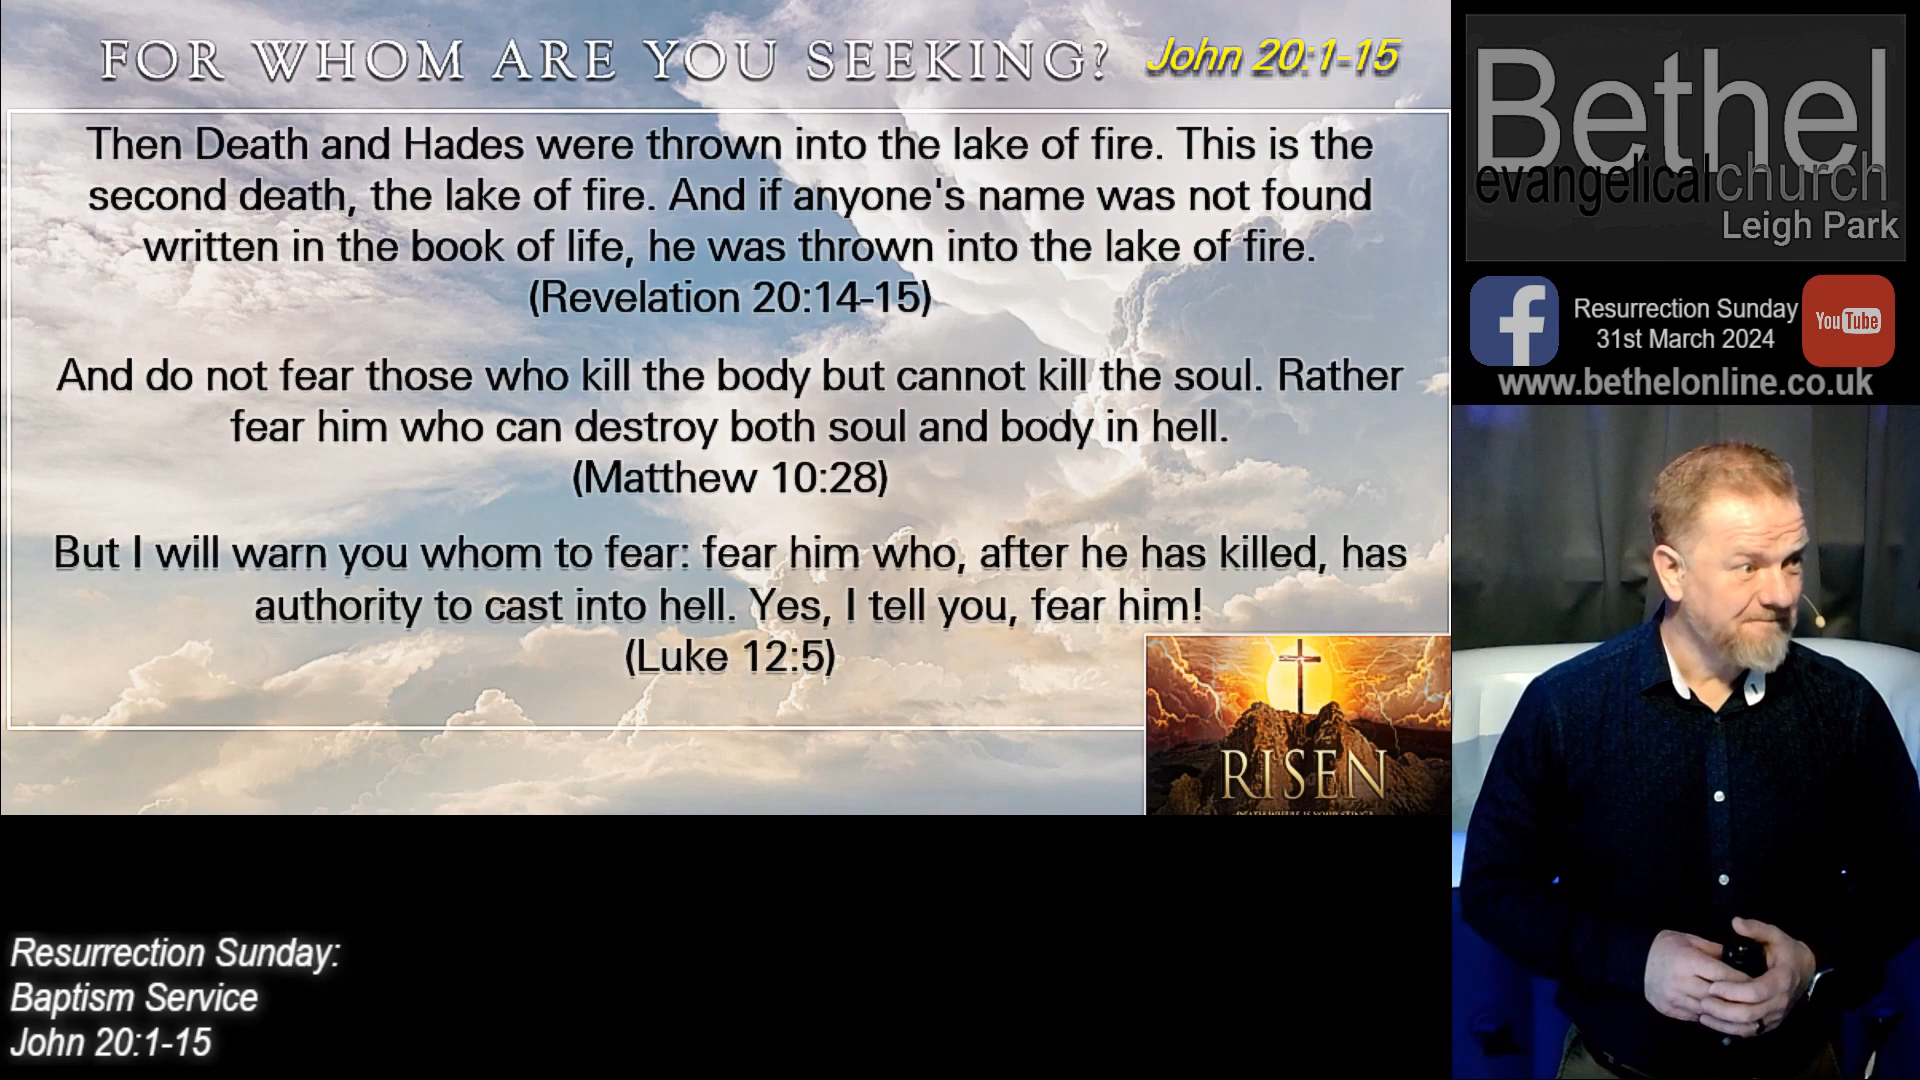 FOR WHOM ARE YOU SEEKING? John 20:1-15
Then Death and Hades were thrown into the lake of fire. This is the
second death, the lake of fire. And if anyone's name was not found
written in the book of life, he was thrown into the lake of fire.
(Revelation 20:14-15)
And do not fear those who kill the body but cannot kill the soul. Rather
fear him who can destroy both soul and body in hell.
(Matthew 10:28)
But I will warn you whom to fear: fear him who, after he has killed, has
authority to cast into hell. Yes, I tell you, fear him!
(Luke 12:5)
RISEN
Bethel
evangelicalchurch
Leigh Park
f
Resurrection Sunday
31st March 2024
YouTube
www.bethelonline.co.uk
Resurrection Sunday:
Baptism Service
John 20:1-15